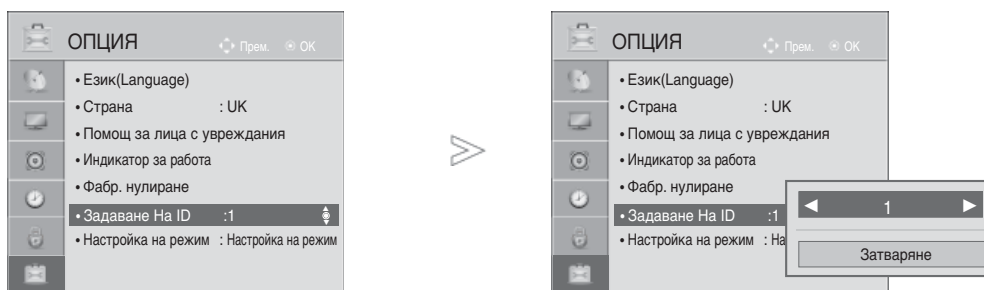 ОПЦИЯ
Прем. OK
• Език(Language)
• Страна : UK
• Помощ за лица с увреждания
• Индикатор за работа
• Фабр. нулиране
• Задаване На ID :1
• Настройка на режим : Настройка на режим
ОПЦИЯ
Прем. OK
• Език(Language)
• Страна : UK
• Помощ за лица с увреждания
• Индикатор за работа
• Фабр. нулиране
• Задаване На ID :1
• Настройка на режим : На
◄ 1 ►
Затваряне